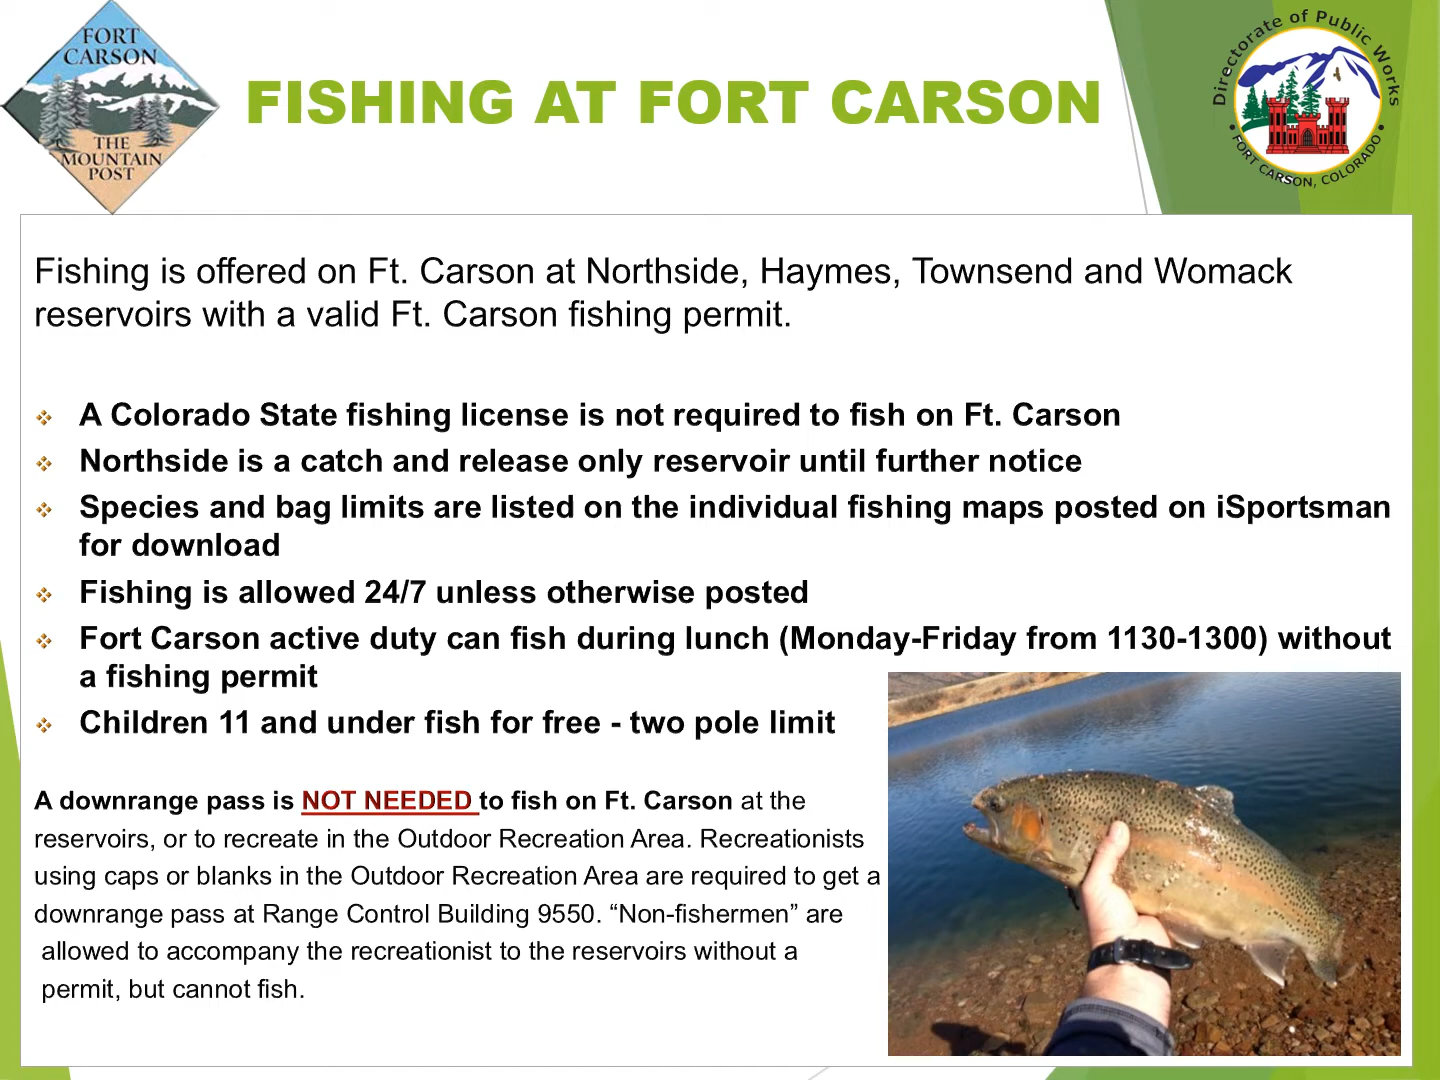 FORT
CARSON
THE
MOUNTAIN
POST
FISHING AT FORT CARSON
Directorate of Public Works
• FORT CARSON, COLORADO •
Fishing is offered on Ft. Carson at Northside, Haymes, Townsend and Womack
reservoirs with a valid Ft. Carson fishing permit.
A Colorado State fishing license is not required to fish on Ft. Carson
Northside is a catch and release only reservoir until further notice
Species and bag limits are listed on the individual fishing maps posted on iSportsman
for download
Fishing is allowed 24/7 unless otherwise posted
Fort Carson active duty can fish during lunch (Monday-Friday from 1130-1300) without
a fishing permit
Children 11 and under fish for free - two pole limit
A downrange pass is NOT NEEDED to fish on Ft. Carson at the
reservoirs, or to recreate in the Outdoor Recreation Area. Recreationists
using caps or blanks in the Outdoor Recreation Area are required to get a
downrange pass at Range Control Building 9550. “Non-fishermen” are
allowed to accompany the recreationist to the reservoirs without a
permit, but cannot fish.